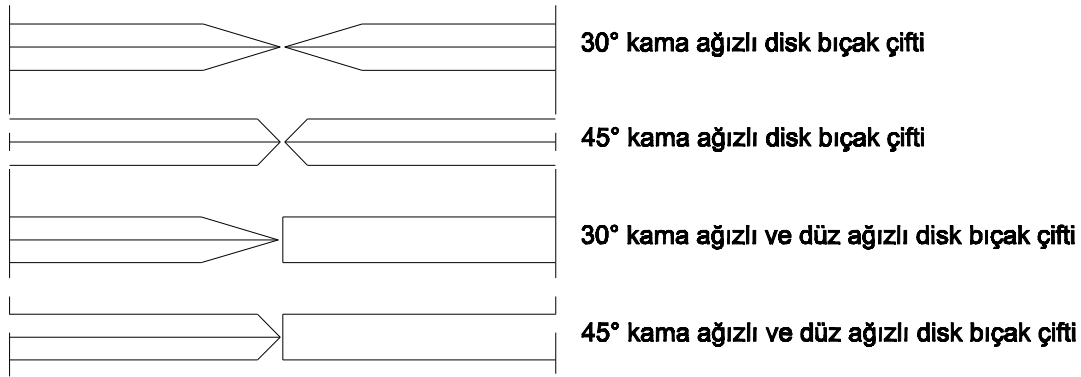 30° kama ağızlı disk bıçak çifti
45° kama ağızlı disk bıçak çifti
30° kama ağızlı ve düz ağızlı disk bıçak çifti
45° kama ağızlı ve düz ağızlı disk bıçak çifti